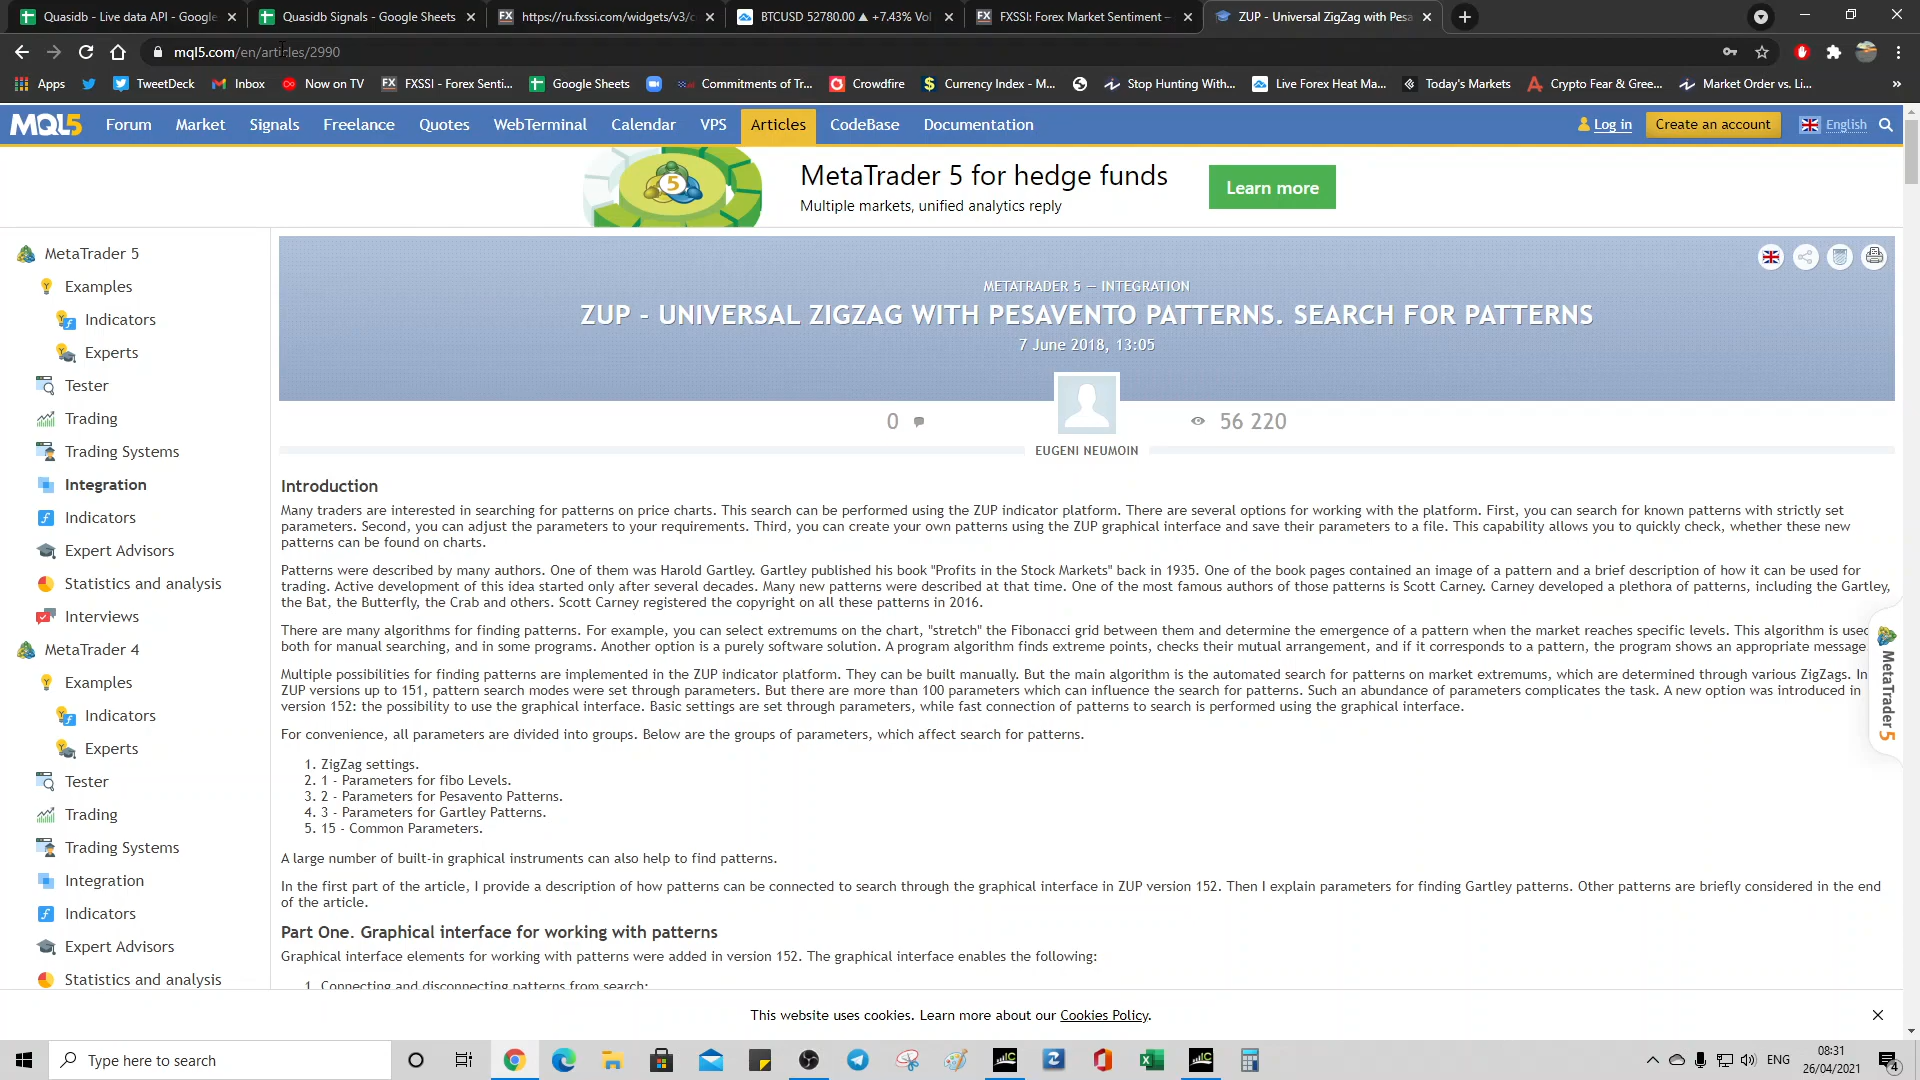 Quasidb - Live data API - Google
Quasidb Signals - Google Sheets
https://ru.fxssi.com/widgets/v3/c
BTCUSD 52780.00 ▲ +7.43% Vol
FXSSI: Forex Market Sentiment –
ZUP - Universal ZigZag with Pesa
mql5.com/en/articles/2990
Apps
TweetDeck
Inbox
Now on TV
FXSSI - Forex Senti...
Google Sheets
Commitments of Tr...
Crowdfire
Currency Index - M...
Stop Hunting With...
Live Forex Heat Ma...
Today's Markets
Crypto Fear & Gree...
Market Order vs. Li...
»
MQL5
Forum
Market
Signals
Freelance
Quotes
WebTerminal
Calendar
VPS
Articles
CodeBase
Documentation
Log in
Create an account
English
5
MetaTrader 5 for hedge funds
Multiple markets, unified analytics reply
Learn more
MetaTrader 5
Examples
Indicators
Experts
Tester
Trading
Trading Systems
Integration
Indicators
Expert Advisors
Statistics and analysis
Interviews
MetaTrader 4
Examples
Indicators
Experts
Tester
Trading
Trading Systems
Integration
Indicators
Expert Advisors
Statistics and analysis
METATRADER 5 — INTEGRATION
ZUP - UNIVERSAL ZIGZAG WITH PESAVENTO PATTERNS. SEARCH FOR PATTERNS
7 June 2018, 13:05
0
56 220
EUGENI NEUMOIN
Introduction
Many traders are interested in searching for patterns on price charts. This search can be performed using the ZUP indicator platform. There are several options for working with the platform. First, you can search for known patterns with strictly set
parameters. Second, you can adjust the parameters to your requirements. Third, you can create your own patterns using the ZUP graphical interface and save their parameters to a file. This capability allows you to quickly check, whether these new
patterns can be found on charts.
Patterns were described by many authors. One of them was Harold Gartley. Gartley published his book "Profits in the Stock Markets" back in 1935. One of the book pages contained an image of a pattern and a brief description of how it can be used for
trading. Active development of this idea started only after several decades. Many new patterns were described at that time. One of the most famous authors of those patterns is Scott Carney. Carney developed a plethora of patterns, including the Gartley,
the Bat, the Butterfly, the Crab and others. Scott Carney registered the copyright on all these patterns in 2016.
There are many algorithms for finding patterns. For example, you can select extremums on the chart, "stretch" the Fibonacci grid between them and determine the emergence of a pattern when the market reaches specific levels. This algorithm is used
both for manual searching, and in some programs. Another option is a purely software solution. A program algorithm finds extreme points, checks their mutual arrangement, and if it corresponds to a pattern, the program shows an appropriate message
Multiple possibilities for finding patterns are implemented in the ZUP indicator platform. They can be built manually. But the main algorithm is the automated search for patterns on market extremums, which are determined through various ZigZags. In
ZUP versions up to 151, pattern search modes were set through parameters. But there are more than 100 parameters which can influence the search for patterns. Such an abundance of parameters complicates the task. A new option was introduced in
version 152: the possibility to use the graphical interface. Basic settings are set through parameters, while fast connection of patterns to search is performed using the graphical interface.
For convenience, all parameters are divided into groups. Below are the groups of parameters, which affect search for patterns.
1. ZigZag settings.
2. 1 - Parameters for fibo Levels.
3. 2 - Parameters for Pesavento Patterns.
4. 3 - Parameters for Gartley Patterns.
5. 15 - Common Parameters.
A large number of built-in graphical instruments can also help to find patterns.
In the first part of the article, I provide a description of how patterns can be connected to search through the graphical interface in ZUP version 152. Then I explain parameters for finding Gartley patterns. Other patterns are briefly considered in the end
of the article.
Part One. Graphical interface for working with patterns
Graphical interface elements for working with patterns were added in version 152. The graphical interface enables the following:
1. Connecting and disconnecting patterns from search;
MetaTrader 5
This website uses cookies. Learn more about our Cookies Policy.
Type here to search
ENG
08:31
26/04/2021
4